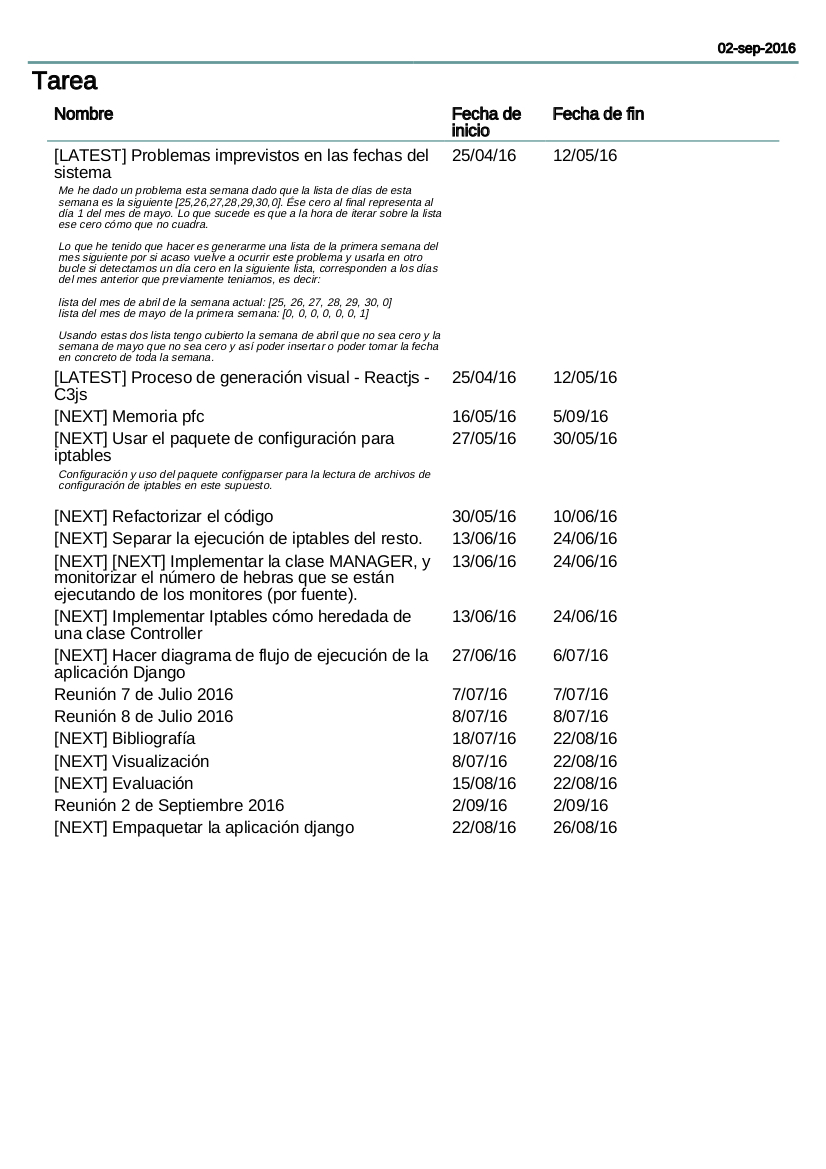 02-sep-2016
Tarea
Nombre Fecha de inicio Fecha de fin
[LATEST] Problemas imprevistos en las fechas del 25/04/16 12/05/16
sistema
Me he dado un problema esta semana dado que la lista de días de esta
semana es la siguiente [25,26,27,28,29,30,0]. Ése cero al final representa al
día 1 del mes de mayo. Lo que sucede es que a la hora de iterar sobre la lista
ese cero cómo que no cuadra.
Lo que he tenido que hacer es generarme una lista de la primera semana del
mes siguiente por si acaso vuelve a ocurrir este problema y usarla en otro
bucle si detectamos un día cero en la siguiente lista, corresponden a los días
del mes anterior que previamente teniamos, es decir:
lista del mes de abril de la semana actual: [25, 26, 27, 28, 29, 30, 0]
lista del mes de mayo de la primera semana: [0, 0, 0, 0, 0, 0, 1]
Usando estas dos lista tengo cubierto la semana de abril que no sea cero y la
semana de mayo que no sea cero y así poder insertar o poder tomar la fecha
en concreto de toda la semana.
[LATEST] Proceso de generación visual - Reactjs - 25/04/16 12/05/16
C3js
[NEXT] Memoria pfc 16/05/16 5/09/16
[NEXT] Usar el paquete de configuración para 27/05/16 30/05/16
iptables
Configuración y uso del paquete configparser para la lectura de archivos de
configuración de iptables en este supuesto.
[NEXT] Refactorizar el código 30/05/16 10/06/16
[NEXT] Separar la ejecución de iptables del resto. 13/06/16 24/06/16
[NEXT] [NEXT] Implementar la clase MANAGER, y 13/06/16 24/06/16
monitorizar el número de hebras que se están
ejecutando de los monitores (por fuente).
[NEXT] Implementar Iptables cómo heredada de 13/06/16 24/06/16
una clase Controller
[NEXT] Hacer diagrama de flujo de ejecución de la 27/06/16 6/07/16
aplicación Django
Reunión 7 de Julio 2016 7/07/16 7/07/16
Reunión 8 de Julio 2016 8/07/16 8/07/16
[NEXT] Bibliografía 18/07/16 22/08/16
[NEXT] Visualización 8/07/16 22/08/16
[NEXT] Evaluación 15/08/16 22/08/16
Reunión 2 de Septiembre 2016 2/09/16 2/09/16
[NEXT] Empaquetar la aplicación django 22/08/16 26/08/16